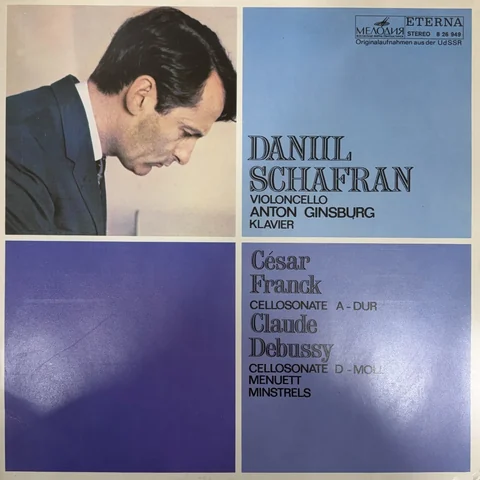 МЕЛОДИЯ
ETERNA
STEREO 8 26 949
Originalaufnahmen aus der UdSSR
DANIIL
SCHAFRAN
VIOLONCELLO
ANTON GINSBURG
KLAVIER
César
Franck
CELLOSONATE A-DUR
Claude
Debussy
CELLOSONATE D-MOLL
MENUETT
MINSTRELS